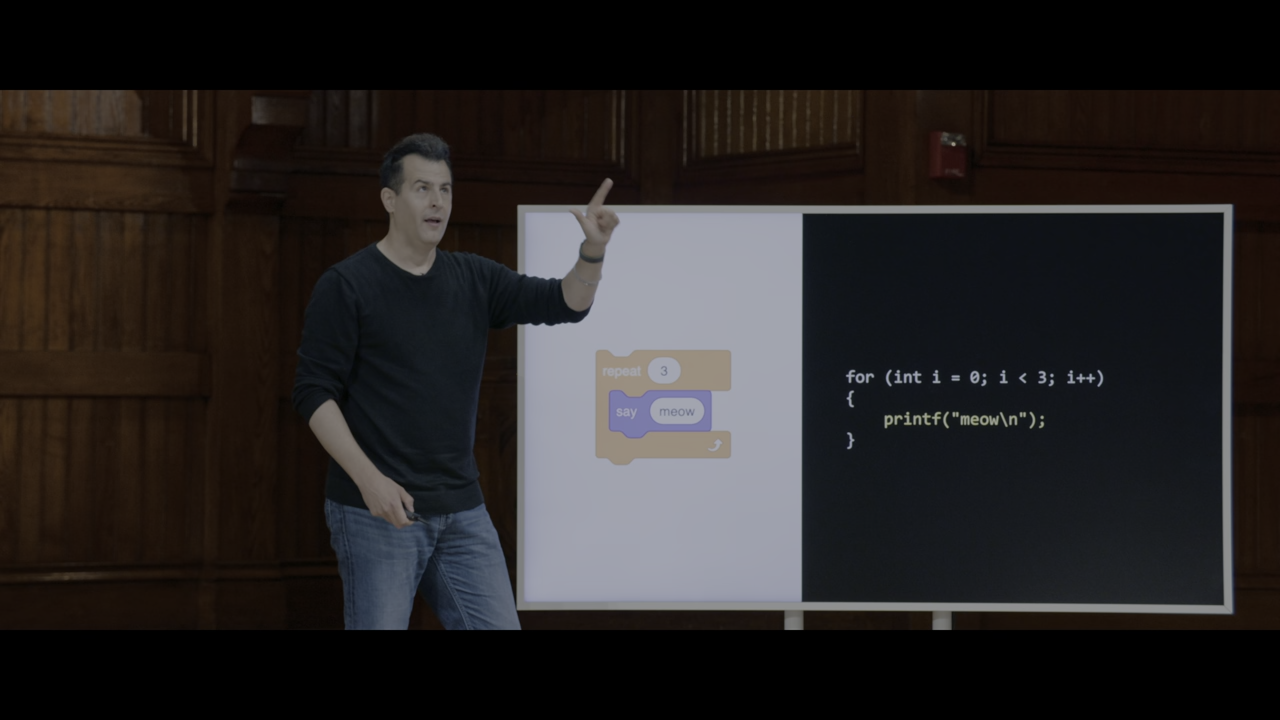 repeat 3
say meow
for (int i = 0; i < 3; i++)
{
    printf("meow\n");
}